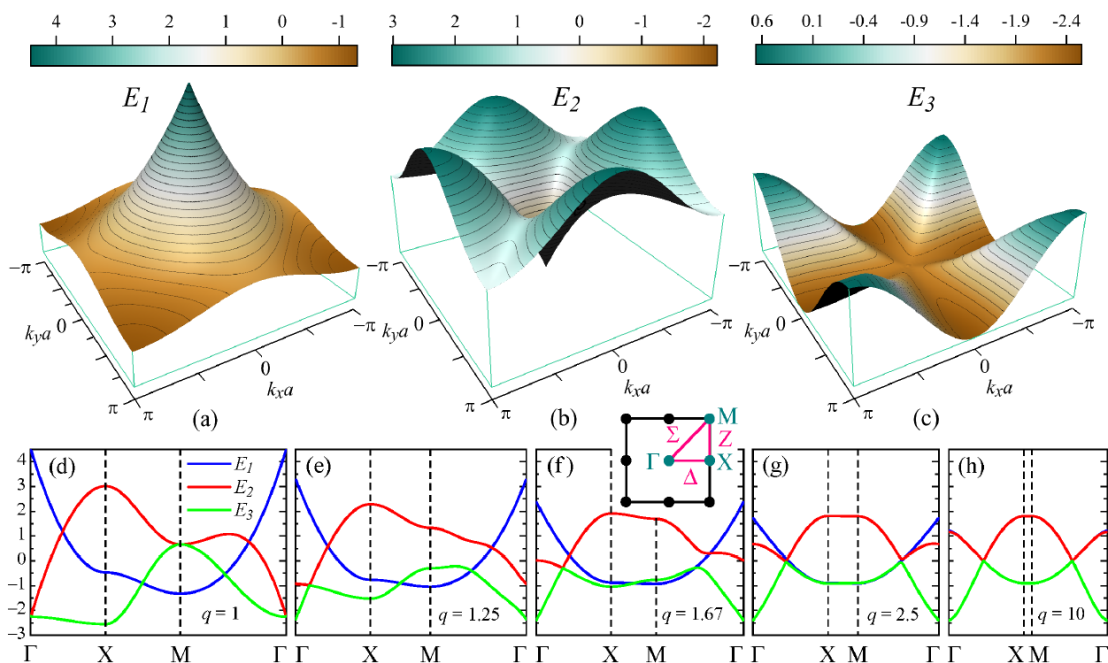 4 3 2 1 0 -1
3 2 1 0 -1 -2
0.6 0.1 -0.4 -0.9 -1.4 -1.9 -2.4
E1
E2
E3
−π 0 π kya
π 0 -π kxa
(a)
−π 0 π kya
π 0 -π kxa
(b)
−π 0 π kya
π 0 -π kxa
(c)
M
Σ Z
Γ X
Δ
4
3
2
1
0
-1
-2
-3
(d)
E1
E2
E3
q = 1
(e)
q = 1.25
(f)
q = 1.67
(g)
q = 2.5
(h)
q = 10
Γ X M Γ X M Γ X M Γ X M Γ X M Γ